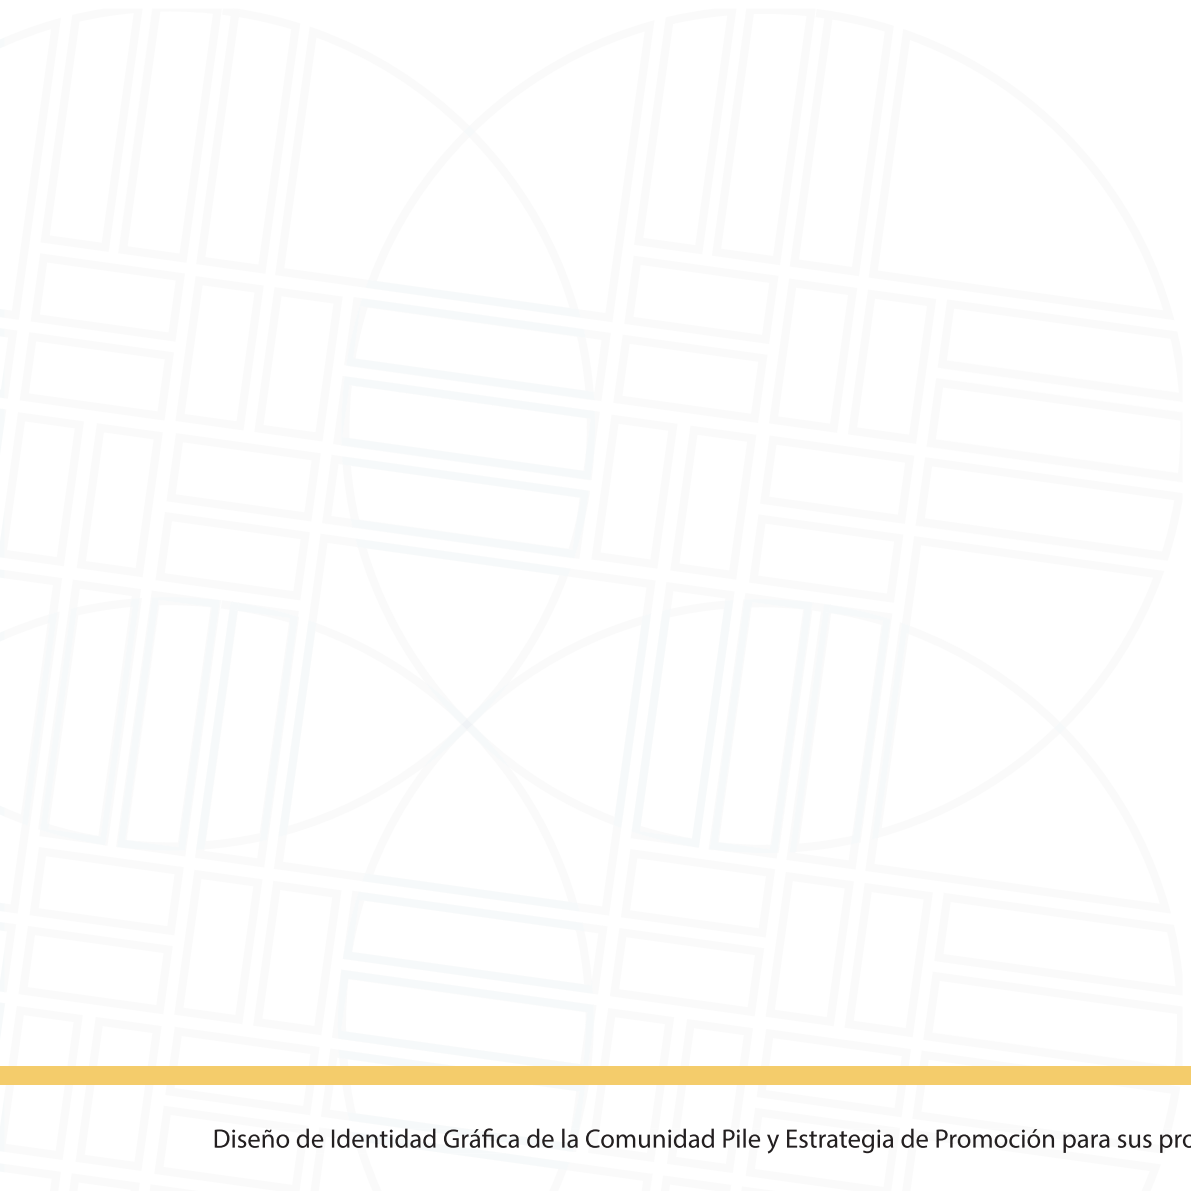 Diseño de Identidad Gráfica de la Comunidad Pile y Estrategia de Promoción para sus